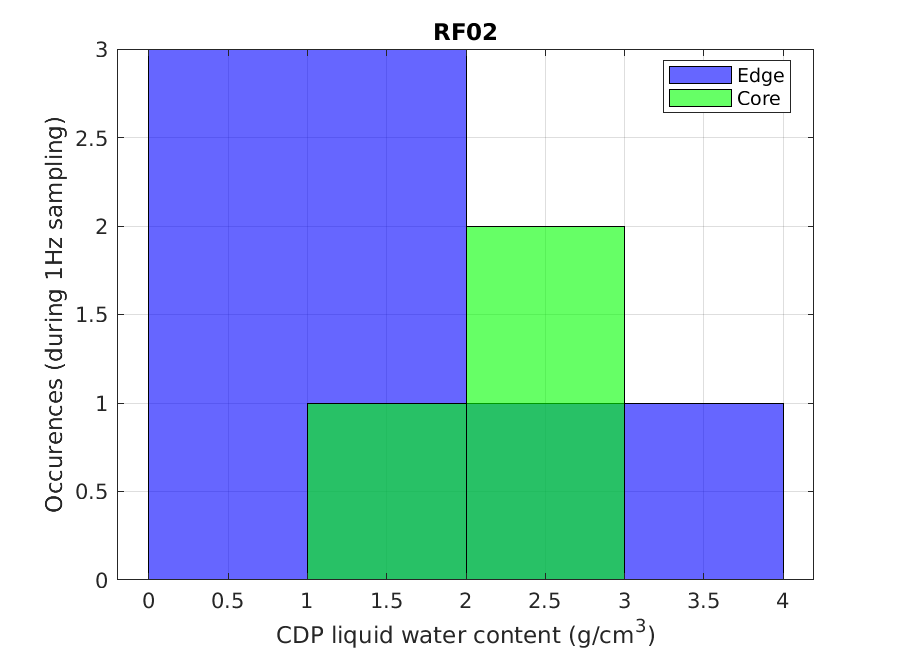 RF02
Edge
Core
3
2.5
2
1.5
1
0.5
0
Occurences (during 1Hz sampling)
0 0.5 1 1.5 2 2.5 3 3.5 4
CDP liquid water content (g/cm³)